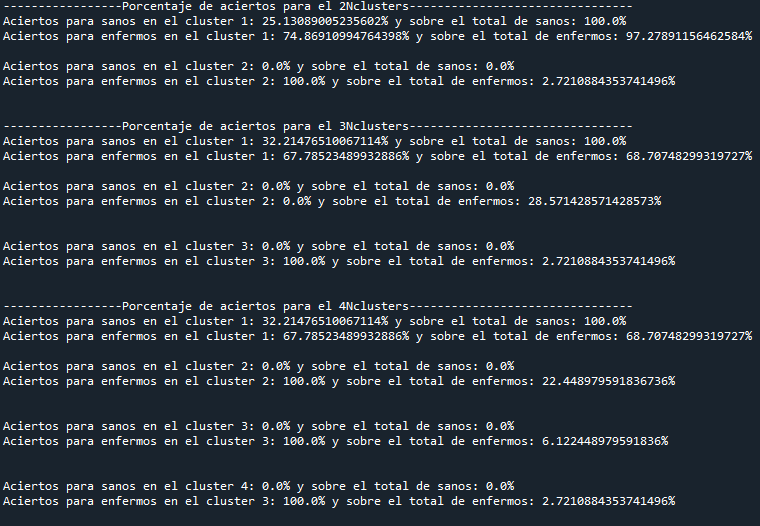 -----------------Porcentaje de aciertos para el 2Nclusters--------------------------------
Aciertos para sanos en el cluster 1: 25.13089005235602% y sobre el total de sanos: 100.0%
Aciertos para enfermos en el cluster 1: 74.86910994764398% y sobre el total de enfermos: 97.27891156462584%
Aciertos para sanos en el cluster 2: 0.0% y sobre el total de sanos: 0.0%
Aciertos para enfermos en el cluster 2: 100.0% y sobre el total de enfermos: 2.7210884353741496%
-----------------Porcentaje de aciertos para el 3Nclusters--------------------------------
Aciertos para sanos en el cluster 1: 32.21476510067114% y sobre el total de sanos: 100.0%
Aciertos para enfermos en el cluster 1: 67.78523489932886% y sobre el total de enfermos: 68.70748299319727%
Aciertos para sanos en el cluster 2: 0.0% y sobre el total de sanos: 0.0%
Aciertos para enfermos en el cluster 2: 0.0% y sobre el total de enfermos: 28.571428571428573%
Aciertos para sanos en el cluster 3: 0.0% y sobre el total de sanos: 0.0%
Aciertos para enfermos en el cluster 3: 100.0% y sobre el total de enfermos: 2.7210884353741496%
-----------------Porcentaje de aciertos para el 4Nclusters--------------------------------
Aciertos para sanos en el cluster 1: 32.21476510067114% y sobre el total de sanos: 100.0%
Aciertos para enfermos en el cluster 1: 67.78523489932886% y sobre el total de enfermos: 68.70748299319727%
Aciertos para sanos en el cluster 2: 0.0% y sobre el total de sanos: 0.0%
Aciertos para enfermos en el cluster 2: 100.0% y sobre el total de enfermos: 22.448979591836736%
Aciertos para sanos en el cluster 3: 0.0% y sobre el total de sanos: 0.0%
Aciertos para enfermos en el cluster 3: 100.0% y sobre el total de enfermos: 6.122448979591836%
Aciertos para sanos en el cluster 4: 0.0% y sobre el total de sanos: 0.0%
Aciertos para enfermos en el cluster 3: 100.0% y sobre el total de enfermos: 2.7210884353741496%